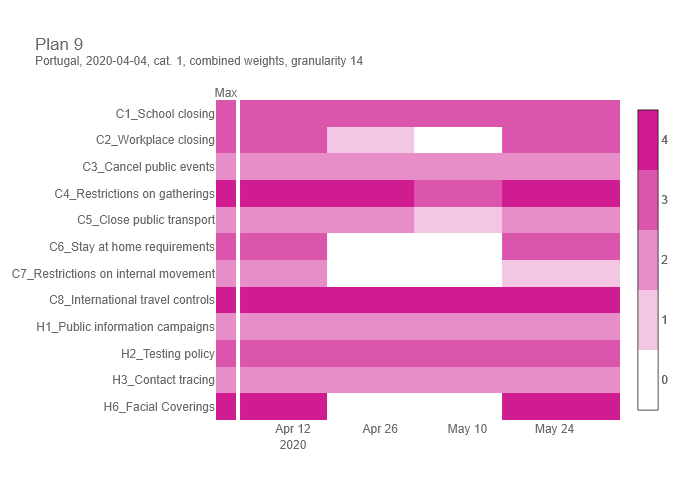 Plan 9
Portugal, 2020-04-04, cat. 1, combined weights, granularity 14
Max
C1_School closing
C2_Workplace closing
C3_Cancel public events
C4_Restrictions on gatherings
C5_Close public transport
C6_Stay at home requirements
C7_Restrictions on internal movement
C8_International travel controls
H1_Public information campaigns
H2_Testing policy
H3_Contact tracing
H6_Facial Coverings
4
3
2
1
0
Apr 12 Apr 26 May 10 May 24
2020